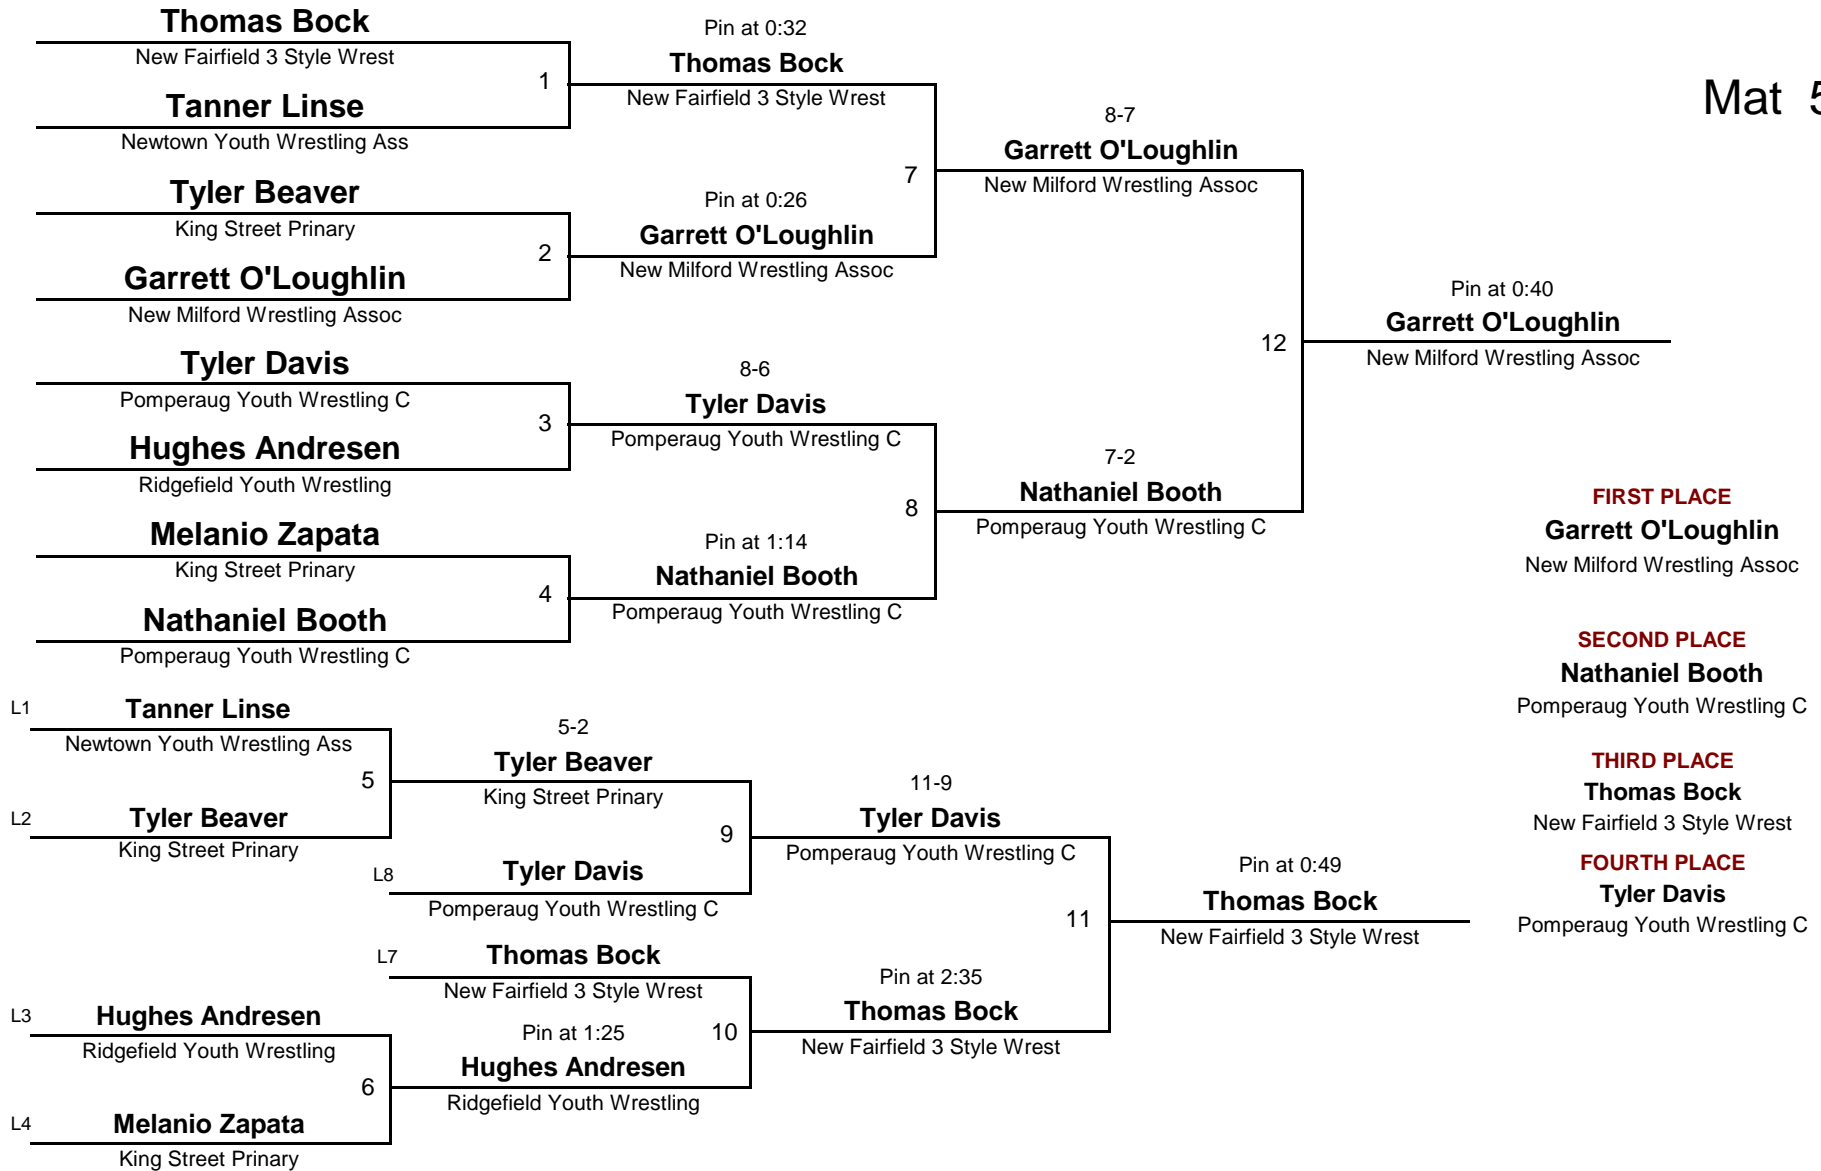 Thomas Bock
New Fairfield 3 Style Wrest
1
Tanner Linse
Newtown Youth Wrestling Ass
Tyler Beaver
King Street Prinary
2
Garrett O'Loughlin
New Milford Wrestling Assoc
Tyler Davis
Pomperaug Youth Wrestling C
3
Hughes Andresen
Ridgefield Youth Wrestling
Melanio Zapata
King Street Prinary
4
Nathaniel Booth
Pomperaug Youth Wrestling C
Pin at 0:32
Thomas Bock
New Fairfield 3 Style Wrest
7
Pin at 0:26
Garrett O'Loughlin
New Milford Wrestling Assoc
8-6
Tyler Davis
Pomperaug Youth Wrestling C
8
Pin at 1:14
Nathaniel Booth
Pomperaug Youth Wrestling C
8-7
Garrett O'Loughlin
New Milford Wrestling Assoc
12
7-2
Nathaniel Booth
Pomperaug Youth Wrestling C
Pin at 0:40
Garrett O'Loughlin
New Milford Wrestling Assoc
Mat 5
L1
Tanner Linse
Newtown Youth Wrestling Ass
5
L2
Tyler Beaver
King Street Prinary
L3
Hughes Andresen
Ridgefield Youth Wrestling
6
L4
Melanio Zapata
King Street Prinary
5-2
Tyler Beaver
King Street Prinary
9
L8
Tyler Davis
Pomperaug Youth Wrestling C
L7
Thomas Bock
New Fairfield 3 Style Wrest
10
Pin at 1:25
Hughes Andresen
Ridgefield Youth Wrestling
11-9
Tyler Davis
Pomperaug Youth Wrestling C
11
Pin at 2:35
Thomas Bock
New Fairfield 3 Style Wrest
Pin at 0:49
Thomas Bock
New Fairfield 3 Style Wrest
FIRST PLACE
Garrett O'Loughlin
New Milford Wrestling Assoc
SECOND PLACE
Nathaniel Booth
Pomperaug Youth Wrestling C
THIRD PLACE
Thomas Bock
New Fairfield 3 Style Wrest
FOURTH PLACE
Tyler Davis
Pomperaug Youth Wrestling C